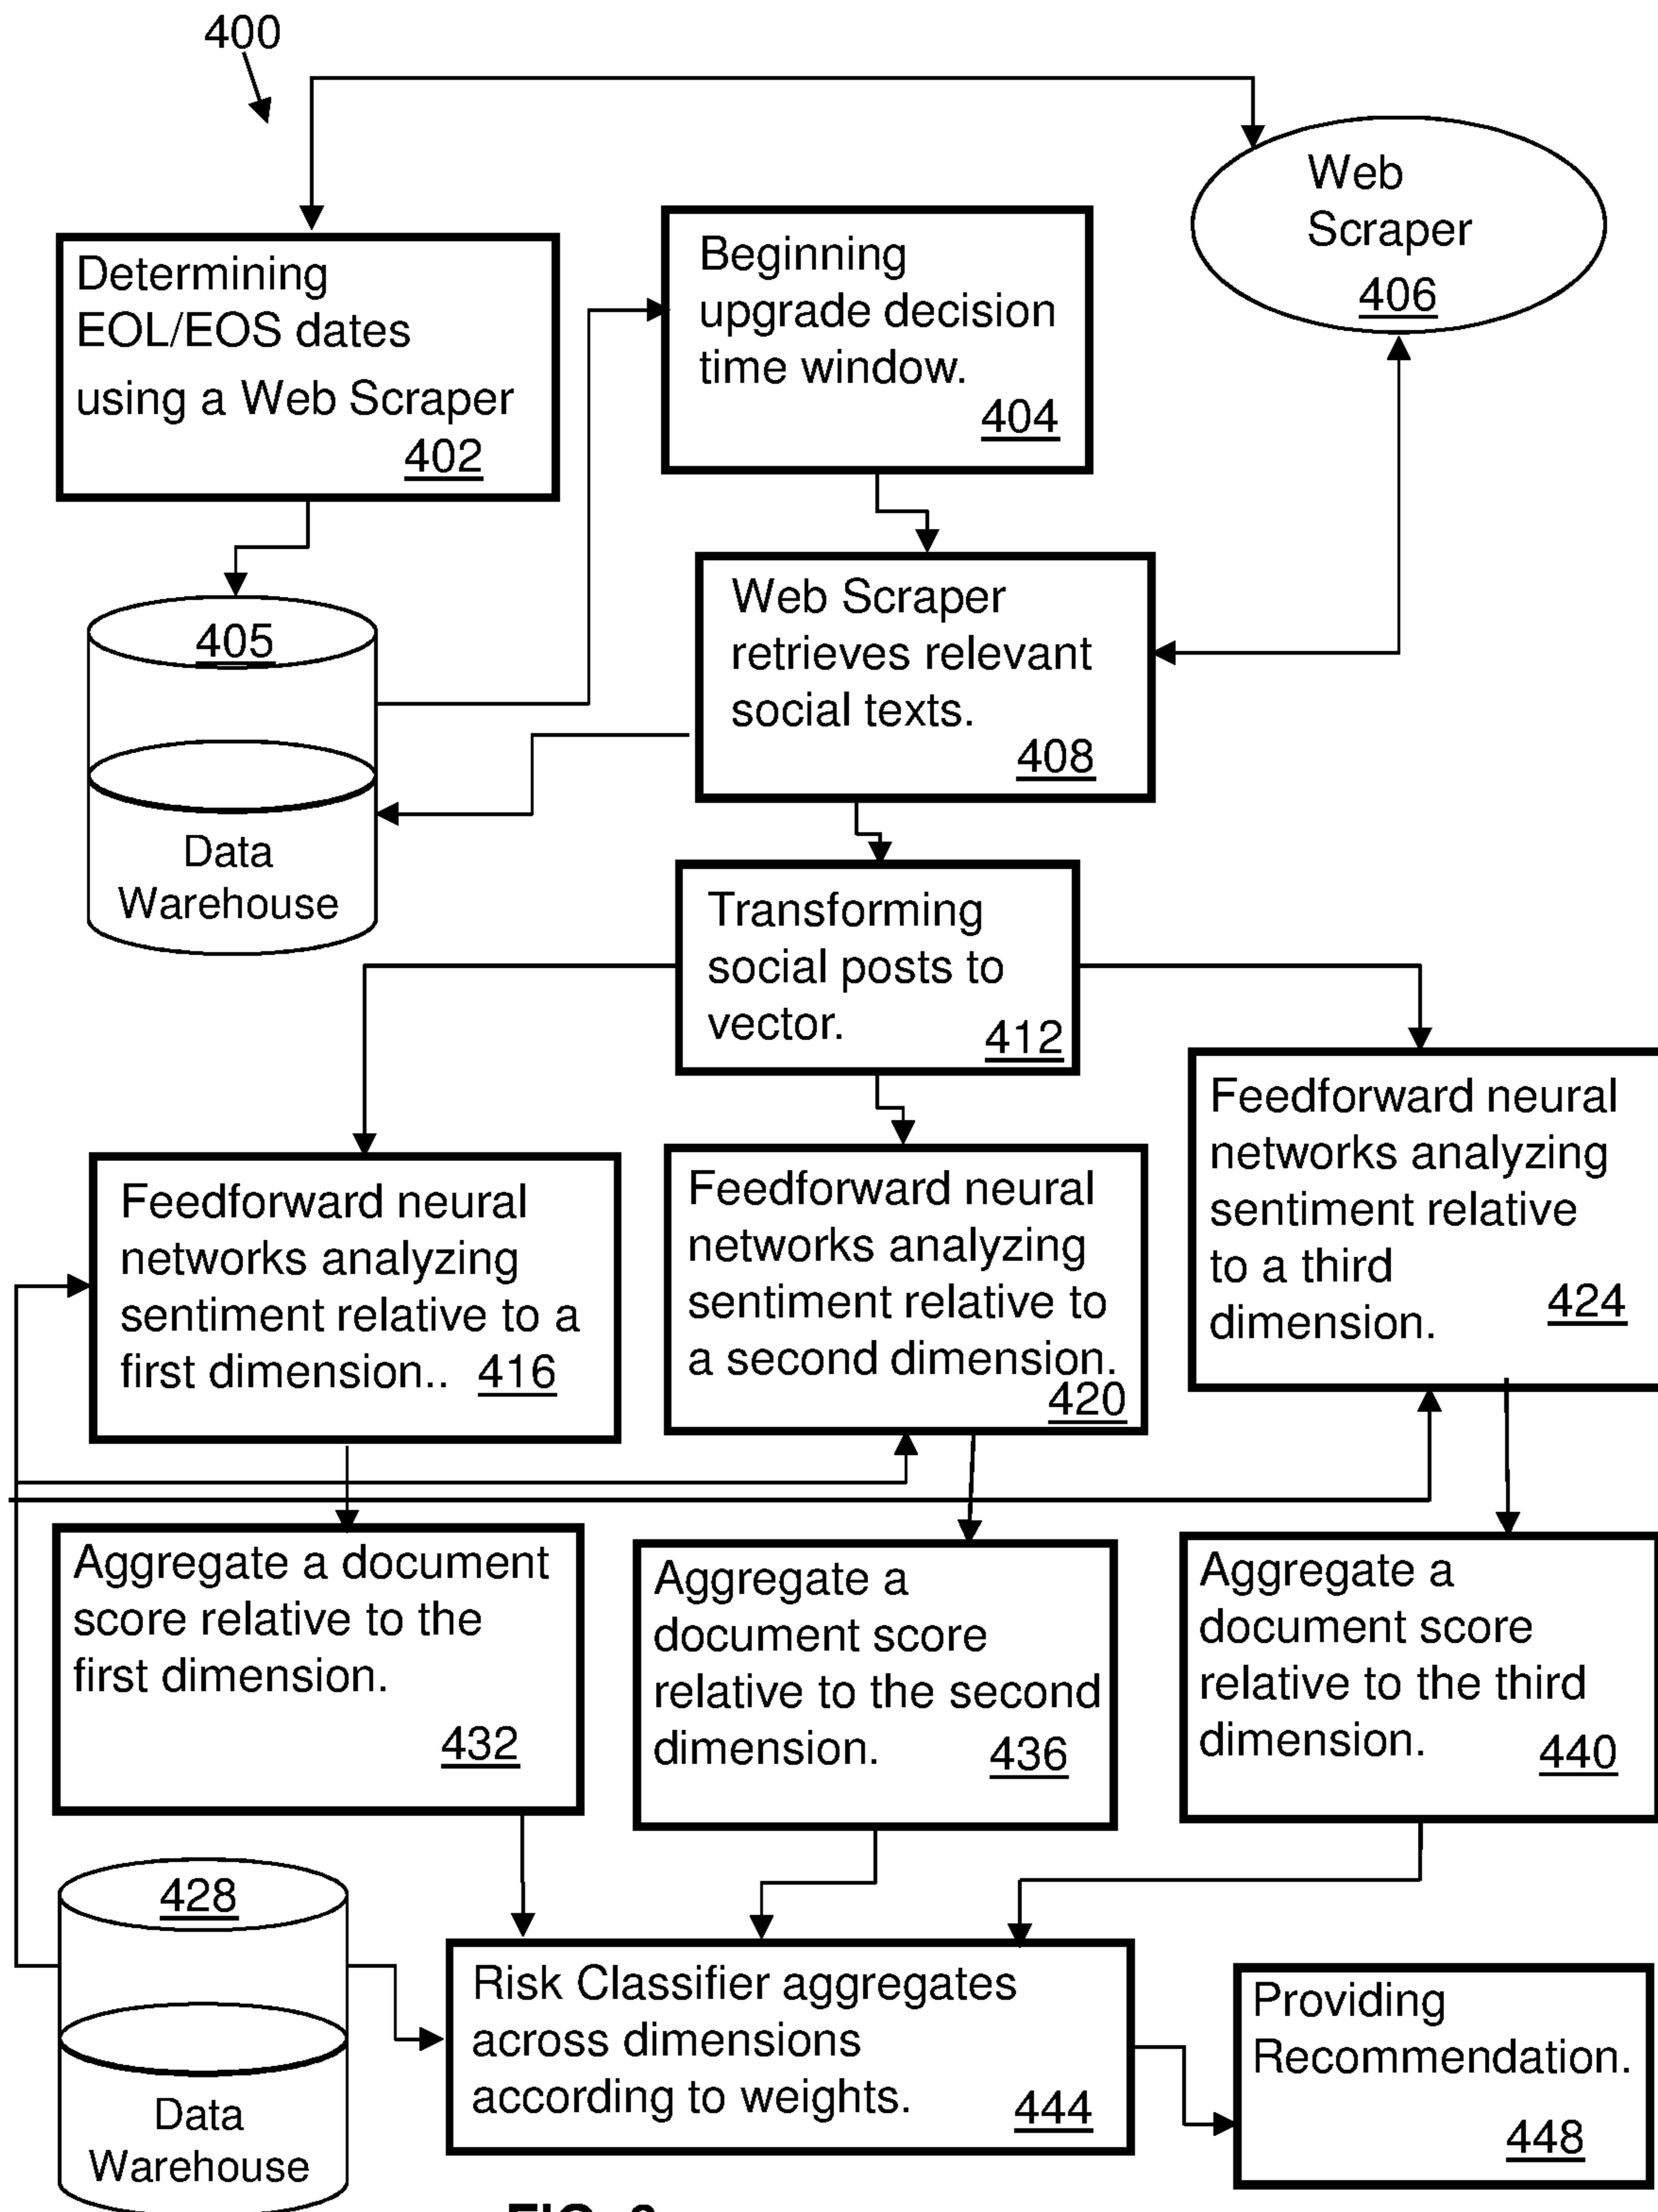 400
Web
Scraper
406
Determining
EOL/EOS dates
using a Web Scraper
402
Beginning
upgrade decision
time window.
404
405
Data
Warehouse
Web Scraper
retrieves relevant
social texts.
408
Transforming
social posts to
vector.
412
Feedforward neural
networks analyzing
sentiment relative to a
first dimension..
416
Feedforward neural
networks analyzing
sentiment relative to
a second dimension.
420
Feedforward neural
networks analyzing
sentiment relative
to a third
dimension.
424
Aggregate a document
score relative to the
first dimension.
432
Aggregate a
document score
relative to the second
dimension.
436
Aggregate a
document score
relative to the third
dimension.
440
428
Data
Warehouse
Risk Classifier aggregates
across dimensions
according to weights.
444
Providing
Recommendation.
448
FIG.